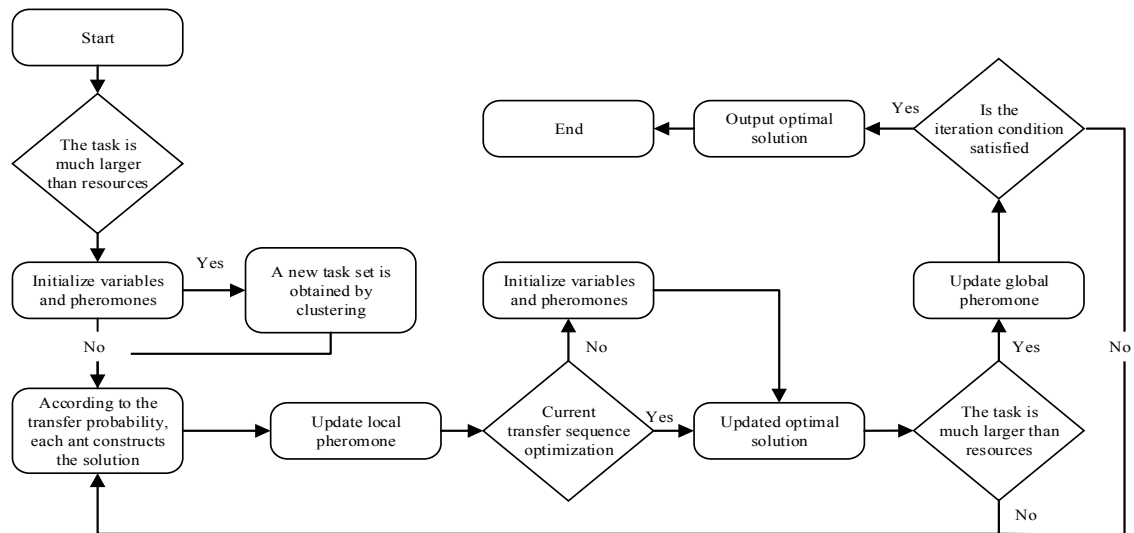 Start
The task is
much larger
than resources
Initialize variables
and pheromones
Yes
A new task set is
obtained by
clustering
No
According to the
transfer probability,
each ant constructs
the solution
Update local
pheromone
Current
transfer sequence
optimization
No
Initialize variables
and pheromones
Yes
Updated optimal
solution
The task is
much larger than
resources
No
Yes
Update global
pheromone
Is the
iteration condition
satisfied
No
Yes
Output optimal
solution
End